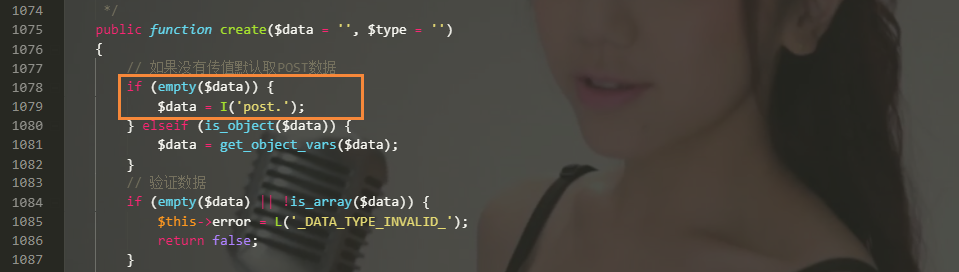 1074      */
1075     public function create($data = '', $type = '')
1076     {
1077         // 如果没有传值默认取POST数据
1078         if (empty($data)) {
1079             $data = I('post.');
1080         } elseif (is_object($data)) {
1081             $data = get_object_vars($data);
1082         }
1083         // 验证数据
1084         if (empty($data) || !is_array($data)) {
1085             $this->error = L('_DATA_TYPE_INVALID_');
1086             return false;
1087         }